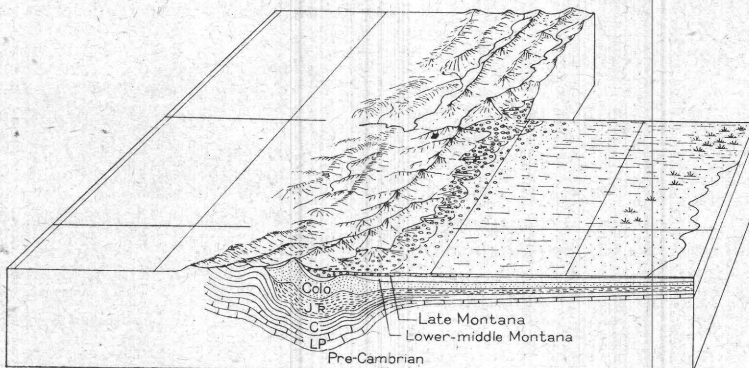 Colo
J, ̅R
C
LP
Late Montana
Lower-middle Montana
Pre-Cambrian